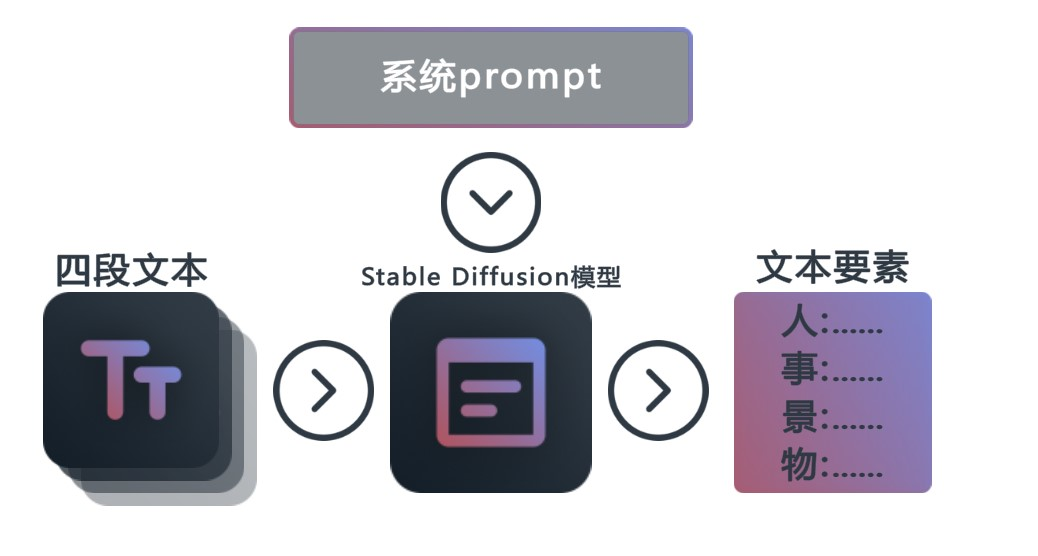 系统prompt
四段文本
Stable Diffusion模型
文本要素
TT
人:......
事:......
景:......
物:......